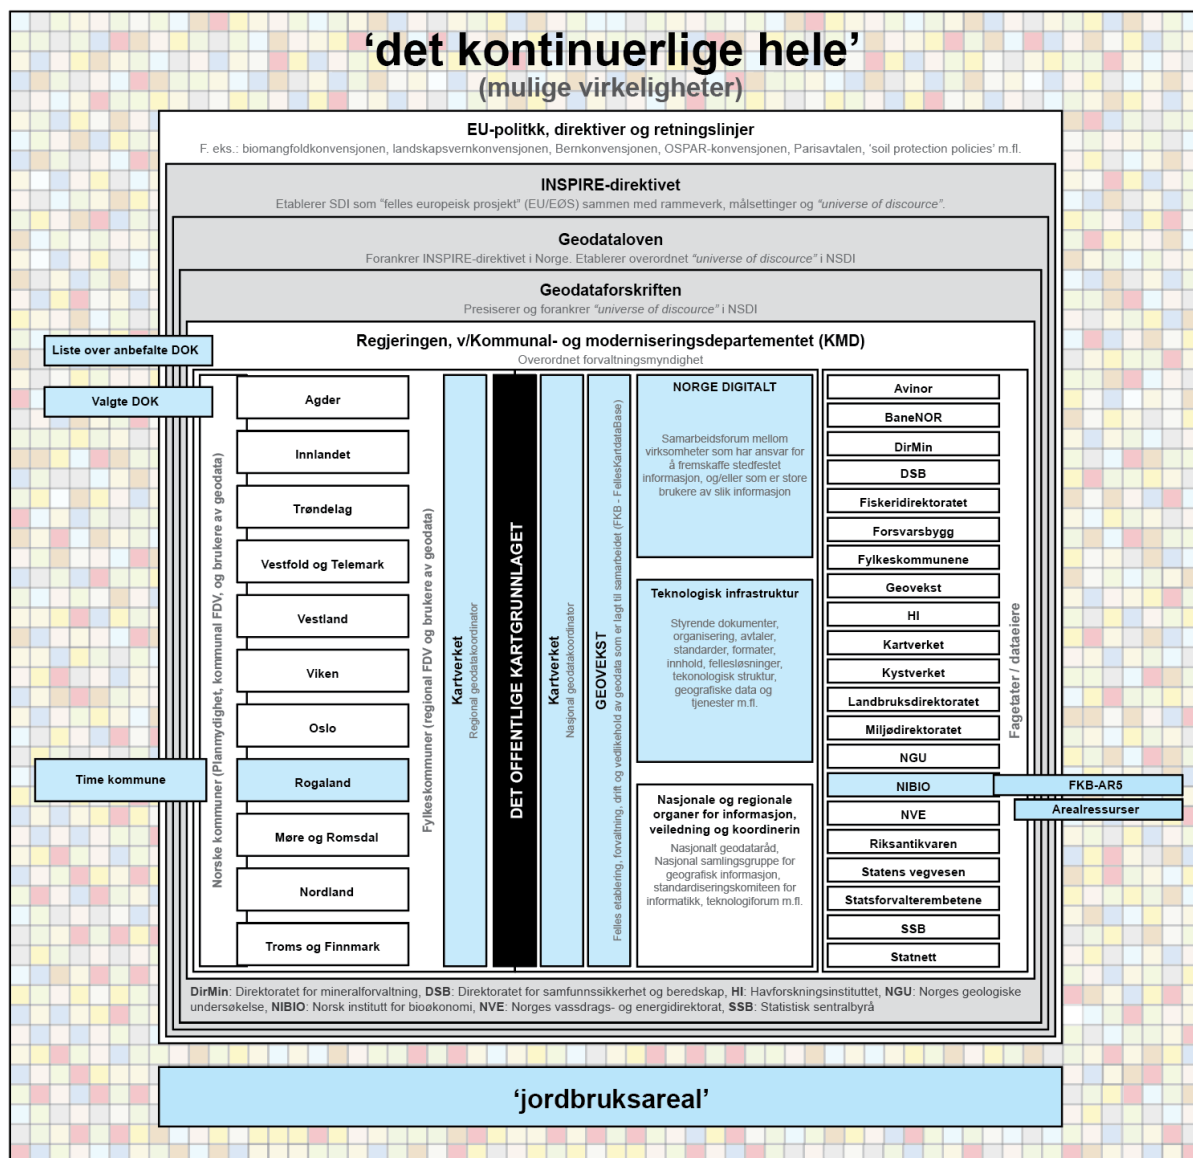 ‘det kontinuerlige hele’
(mulige virkeligheter)
EU-politkk, direktiver og retningslinjer
F. eks.: biomangfoldkonvensjonen, landskapsvernkonvensjonen, Bernkonvensjonen, OSPAR-konvensjonen, Parisavtalen, ‘soil protection policies’ m.fl.
INSPIRE-direktivet
Etablerer SDI som “felles europeisk prosjekt” (EU/EØS) sammen med rammeverk, målsettinger og “universe of discource”.
Geodataloven
Forankrer INSPIRE-direktivet i Norge. Etablerer overordnet “universe of discource” i NSDI
Geodataforskriften
Presiserer og forankrer “universe of discource” i NSDI
Regjeringen, v/Kommunal- og moderniseringsdepartementet (KMD)
Overordnet forvaltningsmyndighet
Liste over anbefalte DOK
Valgte DOK
Time kommune
Norske kommuner (Planmydighet, kommunal FDV, og brukere av geodata)
Agder
Innlandet
Trøndelag
Vestfold og Telemark
Vestland
Viken
Oslo
Rogaland
Møre og Romsdal
Nordland
Troms og Finnmark
Fylkeskommuner (regional FDV og brukere av geodata)
Kartverket
Regional geodatakoordinator
DET OFFENTLIGE KARTGRUNNLAGET
Kartverket
Nasjonal geodatakoordinator
GEOVEKST
Felles etablering, forvaltning, drift og vedlikehold av geodata som er lagt til samarbeidet (FKB - FellesKartdataBase)
NORGE DIGITALT
Samarbeidsforum mellom
virksomheter som har ansvar for
å fremskaffe stedfestet
informasjon, og/eller som er store
brukere av slik informasjon
Teknologisk infrastruktur
Styrende dokumenter,
organisering, avtaler,
standarder, formater,
innhold, fellesløsninger,
tekonologisk struktur,
geografiske data og
tjenester m.fl.
Nasjonale og regionale
organer for informasjon,
veiledning og koordinerin
Nasjonalt geodataråd,
Nasjonal samlingsgruppe for
geografisk informasjon,
standardiseringskomiteen for
informatikk, teknologiforum m.fl.
Avinor
BaneNOR
DirMin
DSB
Fiskeridirektoratet
Forsvarsbygg
Fylkeskommunene
Geovekst
HI
Kartverket
Kystverket
Landbruksdirektoratet
Miljødirektoratet
NGU
NIBIO
NVE
Riksantikvaren
Statens vegvesen
Statsforvalterembetene
SSB
Statnett
Fagetater / dataeiere
FKB-AR5
Arealressurser
DirMin: Direktoratet for mineralforvaltning, DSB: Direktoratet for samfunnssikkerhet og beredskap, HI: Havforskningsinstituttet, NGU: Norges geologiske
undersøkelse, NIBIO: Norsk institutt for bioøkonomi, NVE: Norges vassdrags- og energidirektorat, SSB: Statistisk sentralbyrå
‘jordbruksareal’